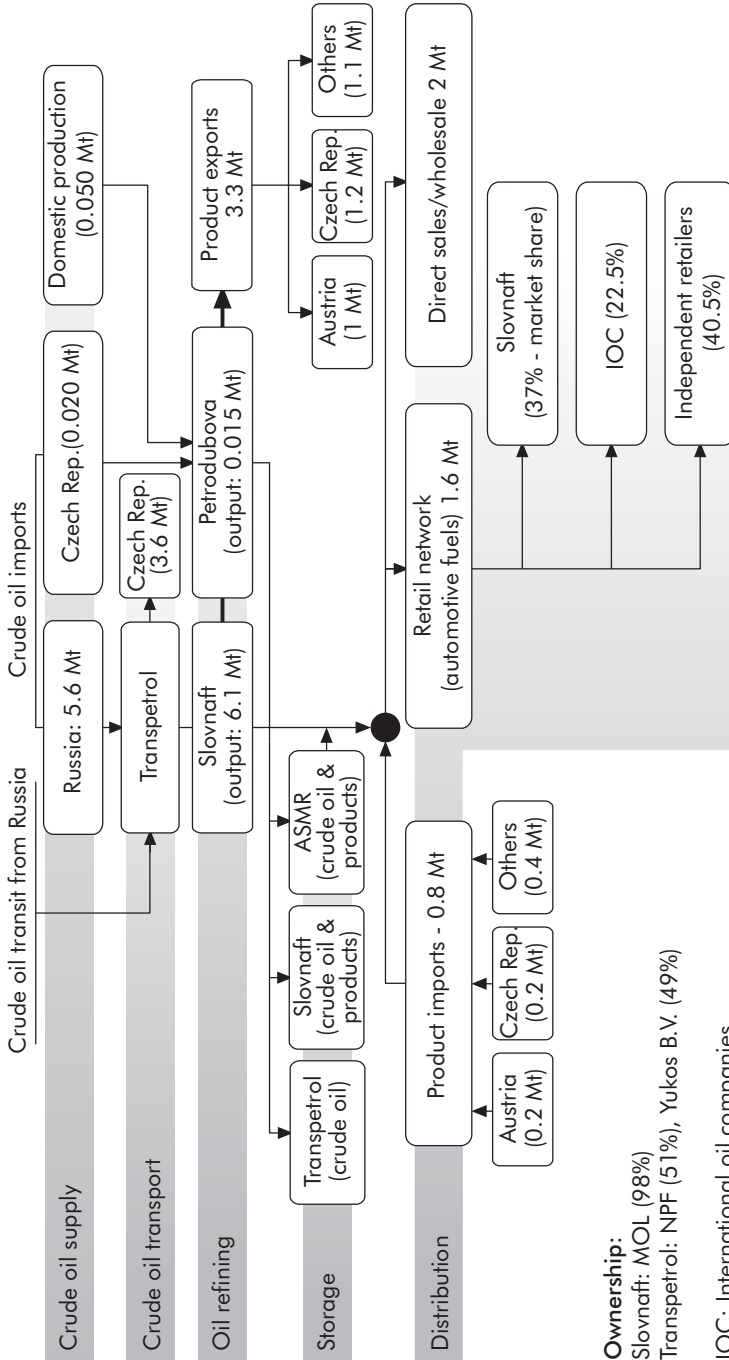 Crude oil transit from Russia
Crude oil imports
Crude oil supply
Russia: 5.6 Mt
Czech Rep.(0.020 Mt)
Domestic production
(0.050 Mt)
Crude oil transport
Transpetrol
Czech Rep.
(3.6 Mt)
Oil refining
Slovnaft
(output: 6.1 Mt)
Petrodubova
(output: 0.015 Mt)
Product exports
3.3 Mt
Storage
Transpetrol
(crude oil)
Slovnaft
(crude oil &
products)
ASMR
(crude oil &
products)
Austria
(1 Mt)
Czech Rep.
(1.2 Mt)
Others
(1.1 Mt)
Distribution
Product imports - 0.8 Mt
Retail network
(automotive fuels) 1.6 Mt
Direct sales/wholesale 2 Mt
Austria
(0.2 Mt)
Czech Rep.
(0.2 Mt)
Others
(0.4 Mt)
Slovnaft
(37% - market share)
IOC (22.5%)
Independent retailers
(40.5%)
Ownership:
Slovnaft: MOL (98%)
Transpetrol: NPF (51%), Yukos B.V. (49%)
IOC: International oil companies